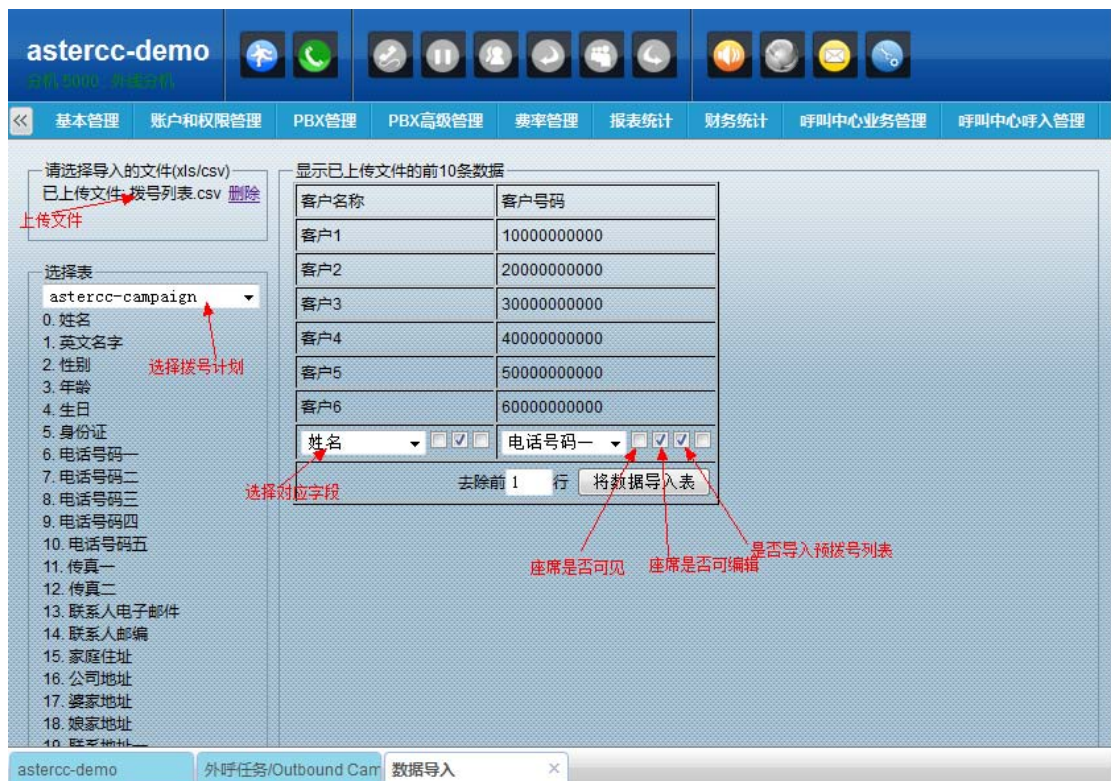 astercc-demo
分机 5000, 外线分机
基本管理 账户和权限管理 PBX管理 PBX高级管理 费率管理 报表统计 财务统计 呼叫中心业务管理 呼叫中心呼入管理
请选择导入的文件(xls/csv)
已上传文件: 拨号列表.csv 删除
上传文件
选择表
astercc-campaign
选择拨号计划
0. 姓名
1. 英文名字
2. 性别
3. 年龄
4. 生日
5. 身份证
6. 电话号码一
7. 电话号码二
8. 电话号码三
9. 电话号码四
10. 电话号码五
11. 传真一
12. 传真二
13. 联系人电子邮件
14. 联系人邮编
15. 家庭住址
16. 公司地址
17. 婆家地址
18. 娘家地址
19. 联系地址一
显示已上传文件的前10条数据
客户名称 客户号码
客户1 10000000000
客户2 20000000000
客户3 30000000000
客户4 40000000000
客户5 50000000000
客户6 60000000000
姓名 电话号码一
选择对应字段
去除前 1 行 将数据导入表
座席是否可见
座席是否可编辑
是否导入预拨号列表
astercc-demo 外呼任务/Outbound Cam 数据导入